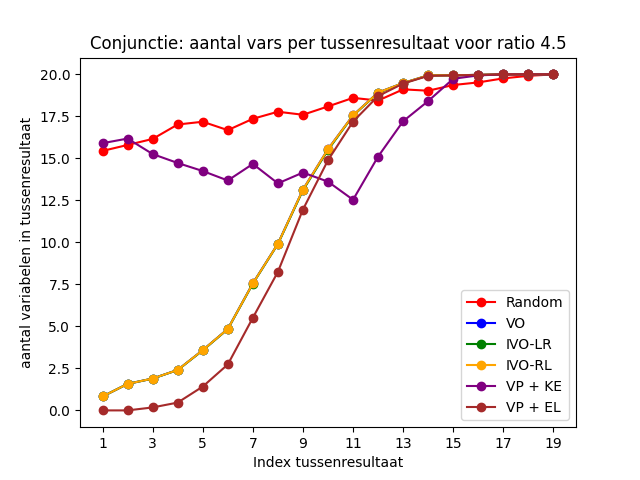 Conjunctie: aantal vars per tussenresultaat voor ratio 4.5
aantal variabelen in tussenresultaat
20.0
17.5
15.0
12.5
10.0
7.5
5.0
2.5
0.0
Random
VO
IVO-LR
IVO-RL
VP + KE
VP + EL
1 3 5 7 9 11 13 15 17 19
Index tussenresultaat